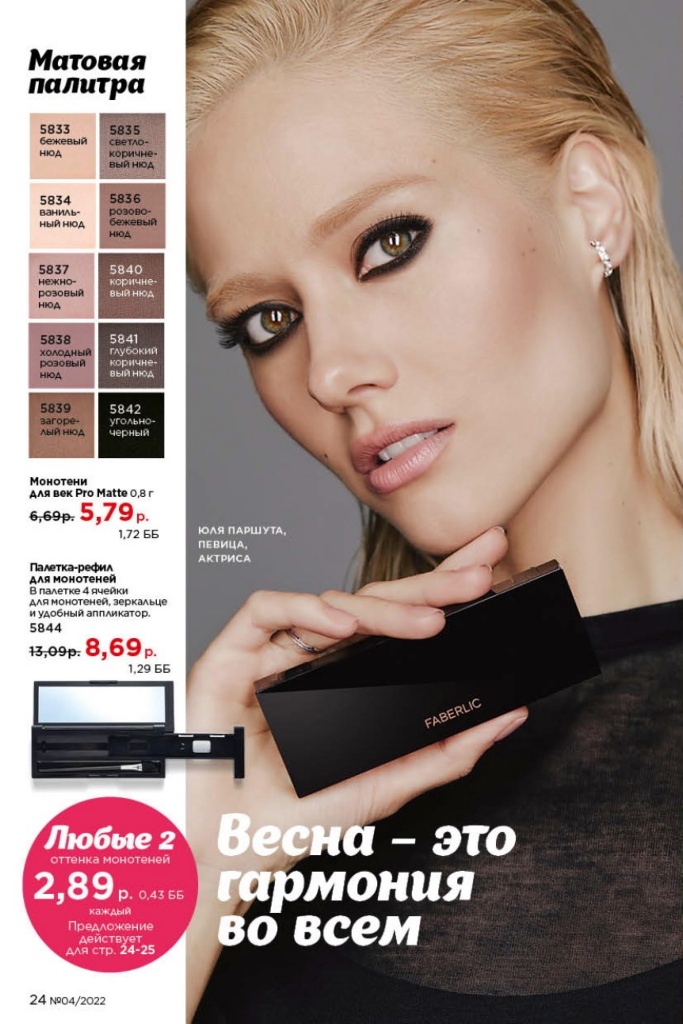 Матовая
палитра
5833
бежевый
нюд
5835
светло-
коричне-
вый нюд
5834
ваниль-
ный нюд
5836
розово-
бежевый
нюд
5837
нежно-
розовый
нюд
5840
коричне-
вый нюд
5838
холодный
розовый
нюд
5841
глубокий
коричне-
вый нюд
5839
загоре-
лый нюд
5842
угольно-
черный
Монотени
для век Pro Matte 0,8 г
6,69р. 5,79 р.
1,72 ББ
Палетка-рефил
для монотеней
В палетке 4 ячейки
для монотеней, зеркальце
и удобный аппликатор.
5844
13,09р. 8,69 р.
1,29 ББ
ЮЛЯ ПАРШУТА,
ПЕВИЦА,
АКТРИСА
FABERLIC
Любые 2
оттенка монотеней
2,89 р. 0,43 ББ
каждый
Предложение
действует
для стр. 24-25
Весна – это
гармония
во всем
24 №04/2022